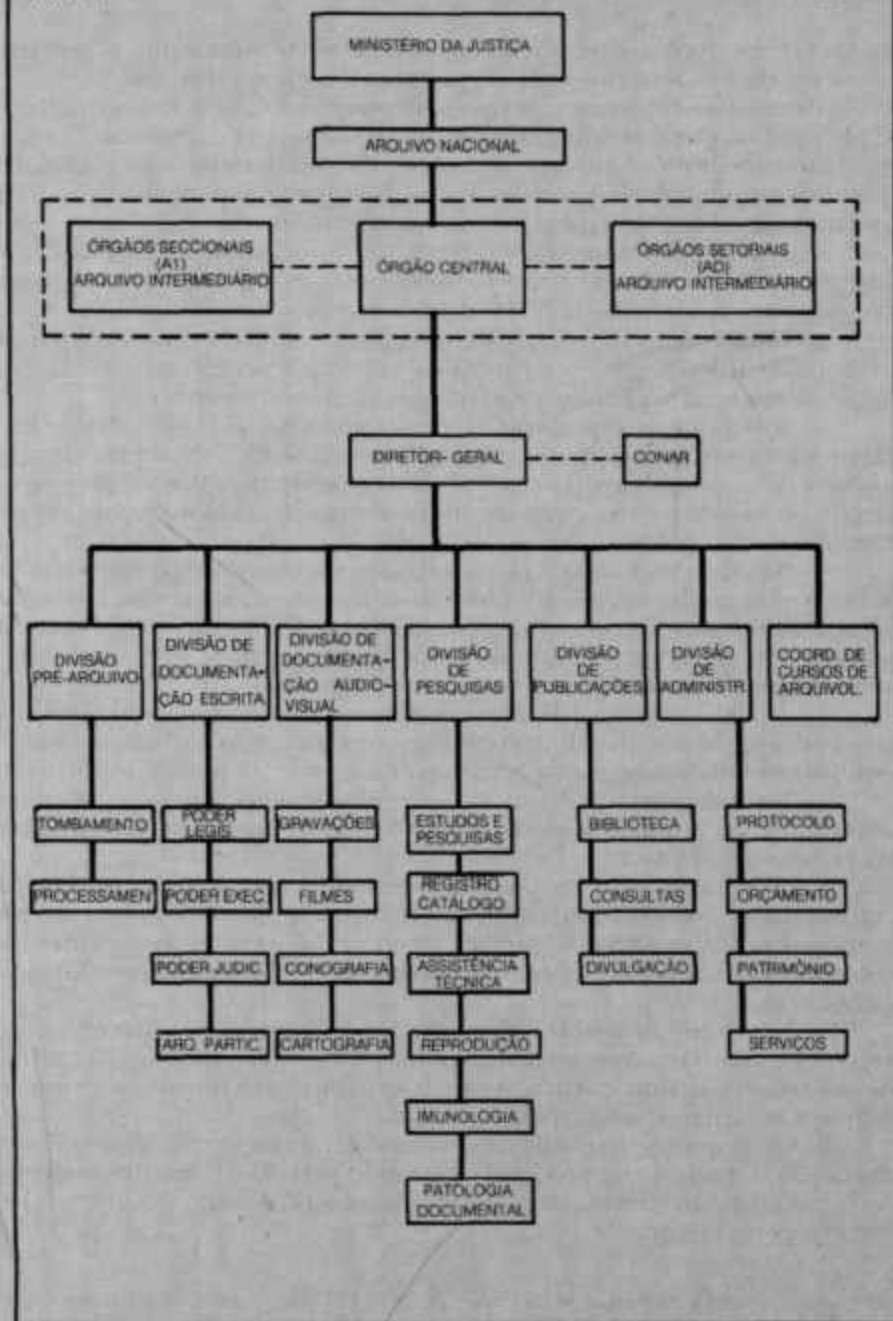 MINISTÉRIO DA JUSTIÇA
ARQUIVO NACIONAL
ÓRGÃOS SECCIONAIS
(A1)
ARQUIVO INTERMEDIÁRIO
ÓRGÃO CENTRAL
ÓRGÃOS SETORIAIS
(AD)
ARQUIVO INTERMEDIÁRIO
DIRETOR-GERAL
CONAR
DIVISÃO
PRÉ-ARQUIVO
DIVISÃO DE
DOCUMENTA-
ÇÃO ESCRITA
DIVISÃO DE
DOCUMENTA-
ÇÃO AUDIO-
VISUAL
DIVISÃO
DE
PESQUISAS
DIVISÃO
DE
PUBLICAÇÕES
DIVISÃO
DE
ADMINISTR.
COORD. DE
CURSOS DE
ARQUIVOL.
TOMBAMENTO
PODER
LEGIS.
GRAVAÇÕES
ESTUDOS E
PESQUISAS
BIBLIOTECA
PROTOCOLO
PROCESSAMEN
PODER EXEC.
FILMES
REGISTRO
CATÁLOGO
CONSULTAS
ORÇAMENTO
PODER JUDIC.
CONOGRAFIA
ASSISTÊNCIA
TÉCNICA
DIVULGAÇÃO
PATRIMÔNIO
ARQ. PARTIC.
CARTOGRAFIA
REPRODUÇÃO
SERVIÇOS
IMUNOLOGIA
PATOLOGIA
DOCUMENTAL